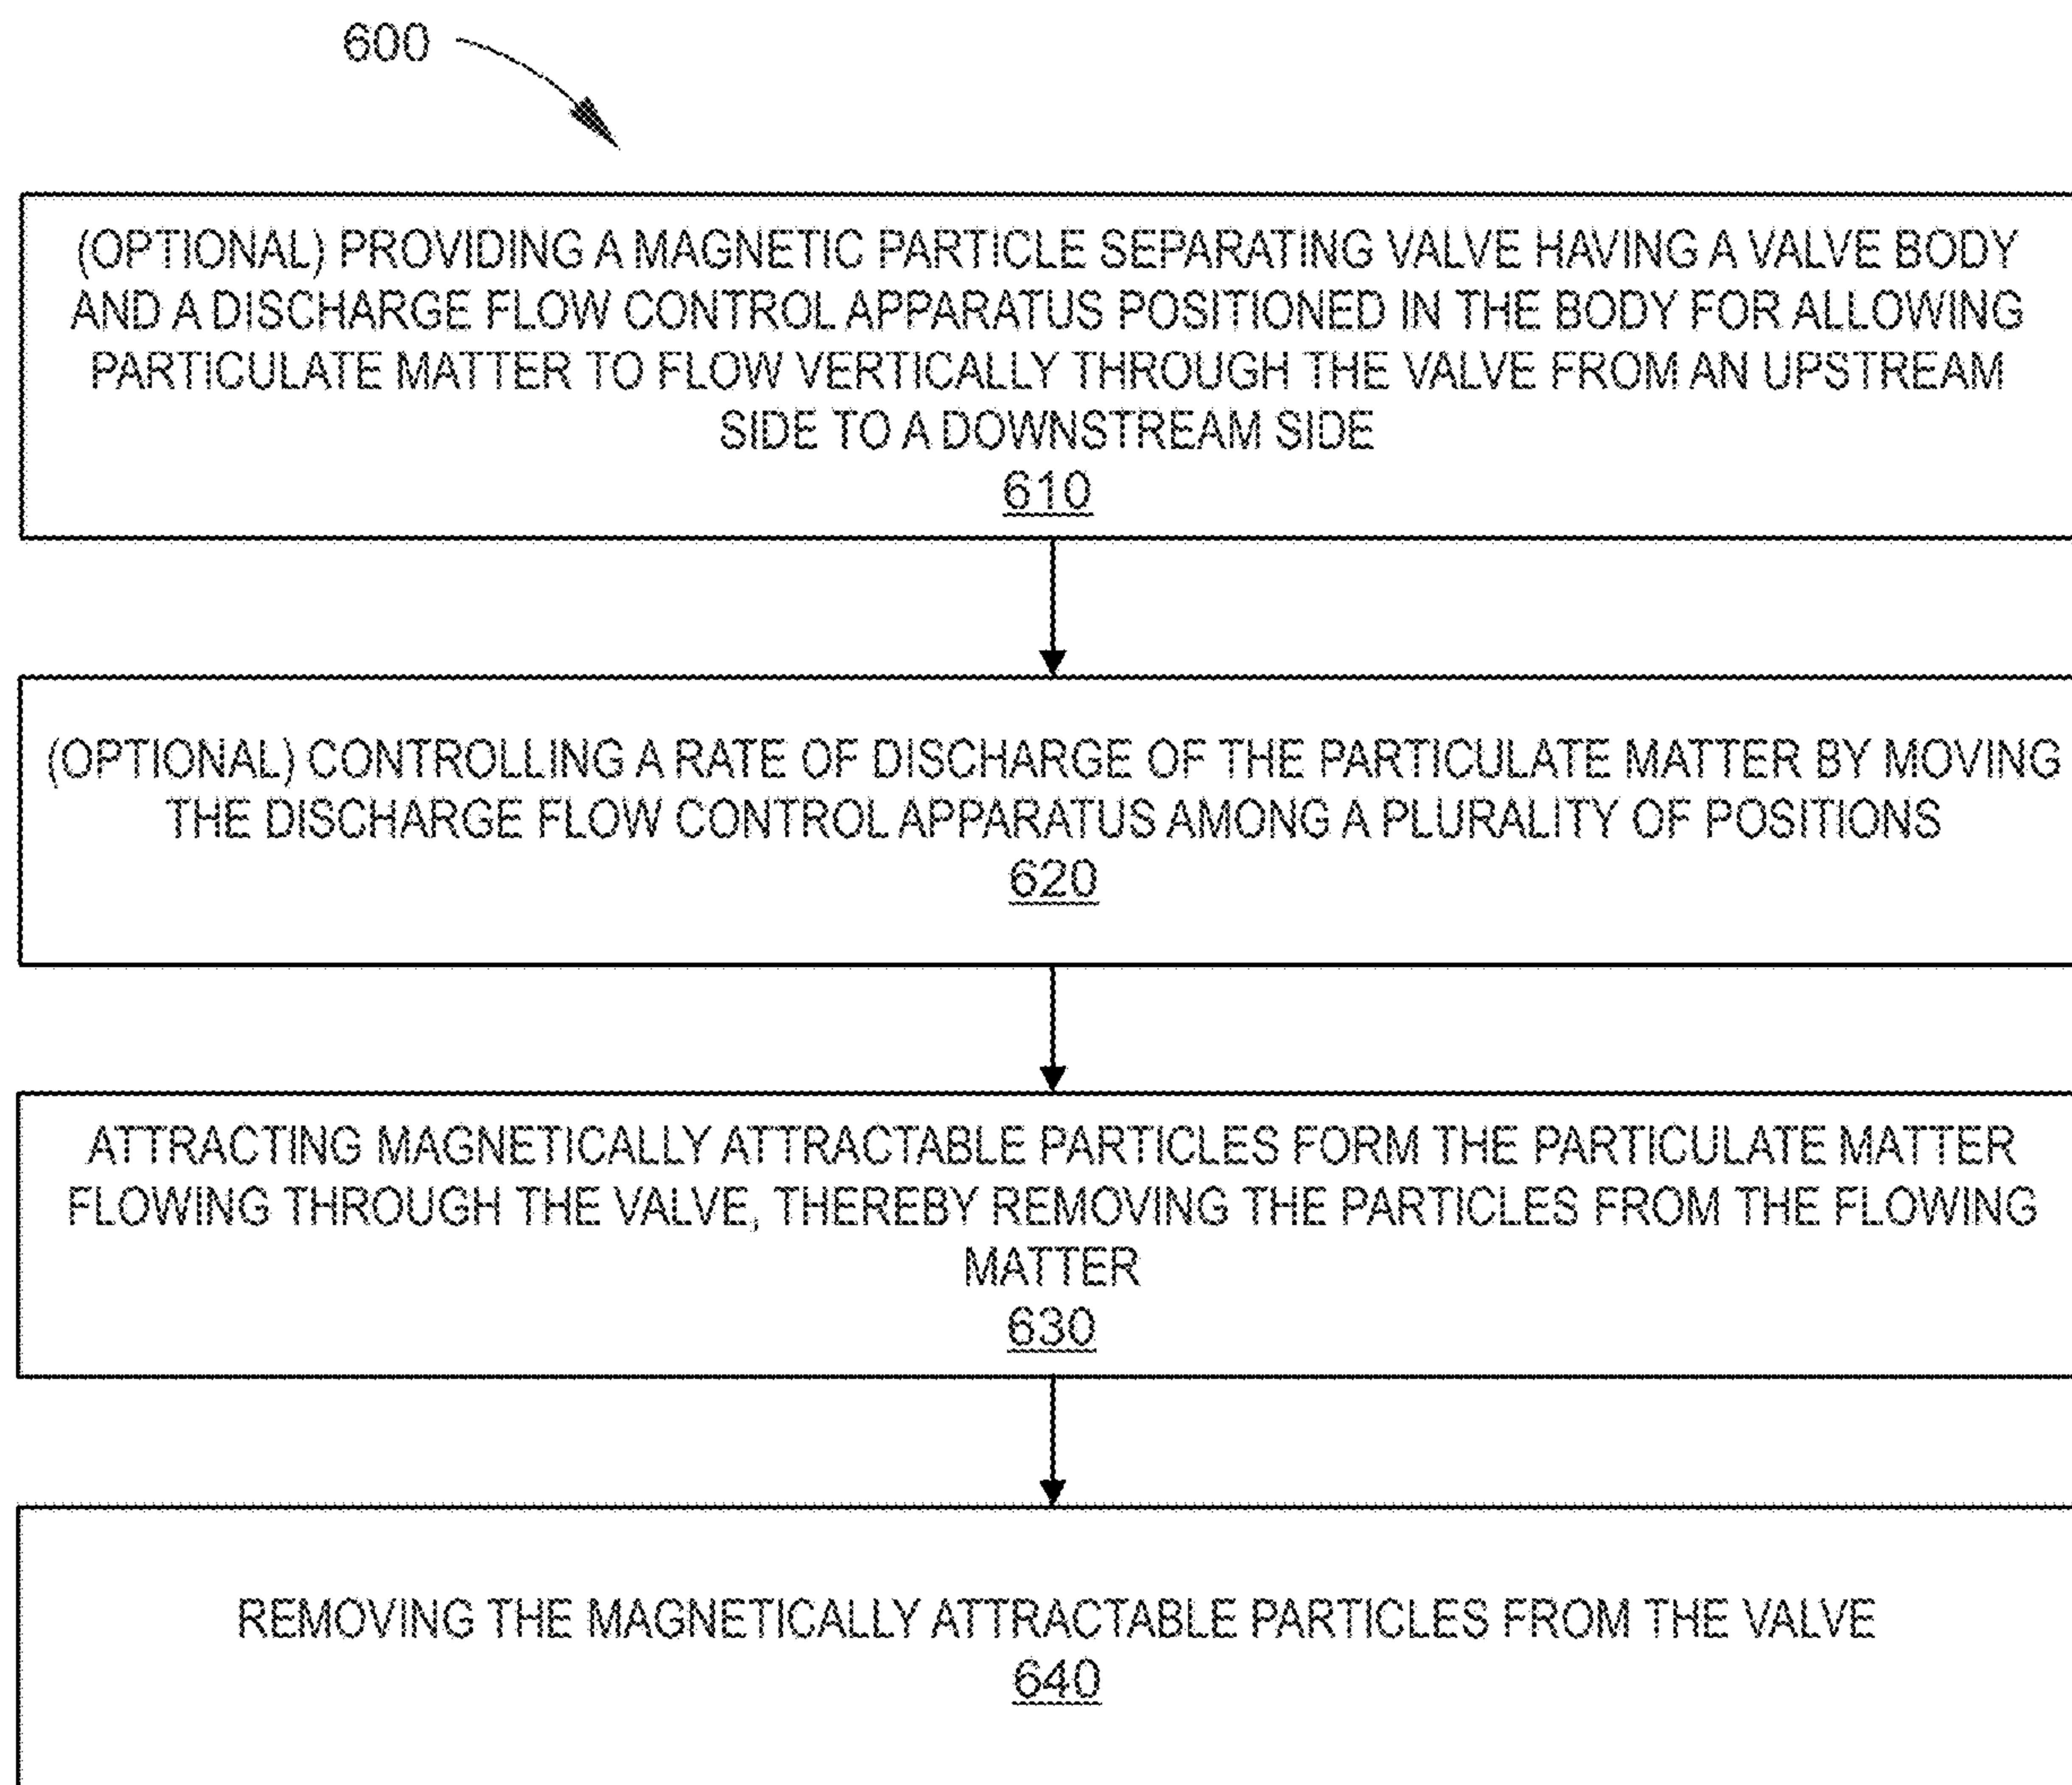 600
(OPTIONAL) PROVIDING A MAGNETIC PARTICLE SEPARATING VALVE HAVING A VALVE BODY
AND A DISCHARGE FLOW CONTROL APPARATUS POSITIONED IN THE BODY FOR ALLOWING
PARTICULATE MATTER TO FLOW VERTICALLY THROUGH THE VALVE FROM AN UPSTREAM
SIDE TO A DOWNSTREAM SIDE
610
(OPTIONAL) CONTROLLING A RATE OF DISCHARGE OF THE PARTICULATE MATTER BY MOVING
THE DISCHARGE FLOW CONTROL APPARATUS AMONG A PLURALITY OF POSITIONS
620
ATTRACTING MAGNETICALLY ATTRACTABLE PARTICLES FORM THE PARTICULATE MATTER
FLOWING THROUGH THE VALVE, THEREBY REMOVING THE PARTICLES FROM THE FLOWING
MATTER
630
REMOVING THE MAGNETICALLY ATTRACTABLE PARTICLES FROM THE VALVE
640